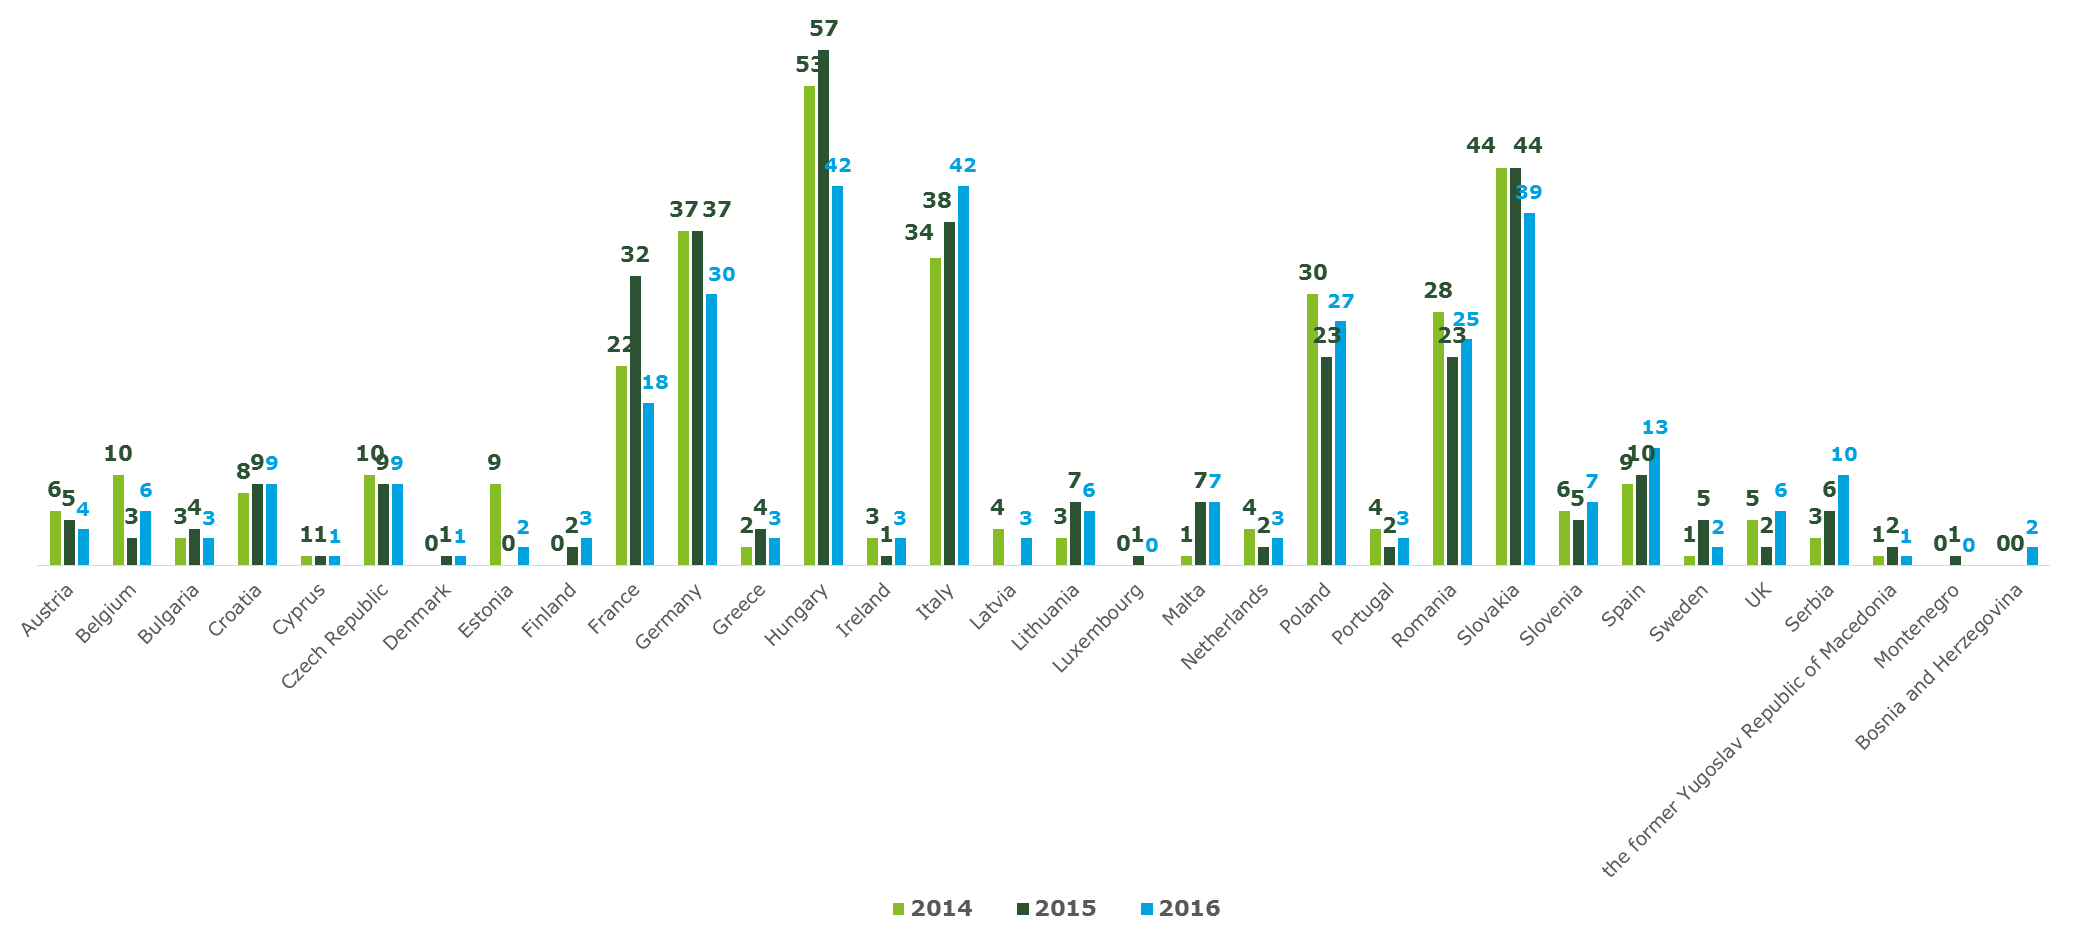 57
53
44 44
42 42
39
38
37 37
34
32
30
30
28
27
25
23
23
22
18
6 5 4
10 3 6
3 4 3
8 9 9
1 1 1
10 9 9
0 1 1
9 0 2
0 2 3
2 4 3
3 1 3
4 3
3 7 6
0 1 0
1 7 7
4 2 3
4 2 3
6 5 7
9 10 13
1 5 2
5 2 6
3 6 10
1 2 1
0 1 0
0 0 2
Austria
Belgium
Bulgaria
Croatia
Cyprus
Czech Republic
Denmark
Estonia
Finland
France
Germany
Greece
Hungary
Ireland
Italy
Latvia
Lithuania
Luxembourg
Malta
Netherlands
Poland
Portugal
Romania
Slovakia
Slovenia
Spain
Sweden
UK
Serbia
the former Yugoslav Republic of Macedonia
Montenegro
Bosnia and Herzegovina
2014 2015 2016